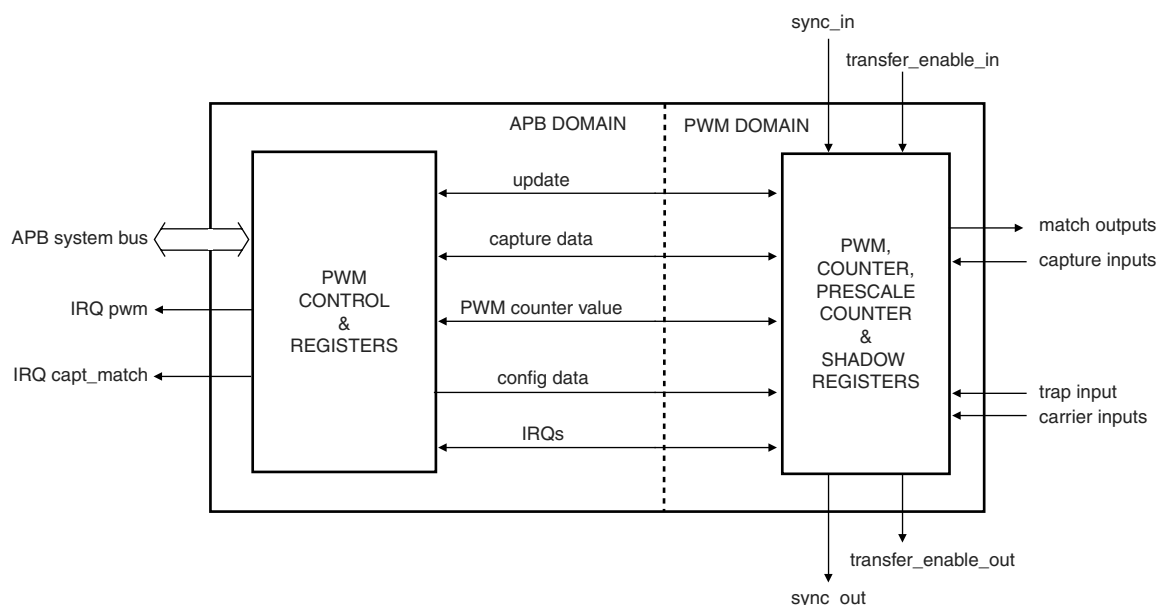 sync_in
transfer_enable_in
APB DOMAIN
PWM DOMAIN
update
APB system bus
capture data
match outputs
capture inputs
PWM
CONTROL
&
REGISTERS
PWM,
COUNTER,
PRESCALE
COUNTER
&
SHADOW
REGISTERS
IRQ pwm
PWM counter value
IRQ capt_match
config data
trap input
carrier inputs
IRQs
transfer_enable_out
sync_out